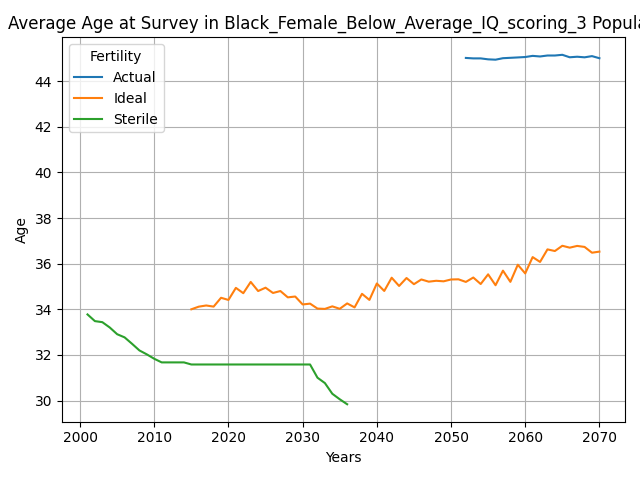 Average Age at Survey in Black_Female_Below_Average_IQ_scoring_3 Popula
Fertility
Actual
Ideal
Sterile
44
42
40
38
36
34
32
30
Age
2000 2010 2020 2030 2040 2050 2060 2070
Years